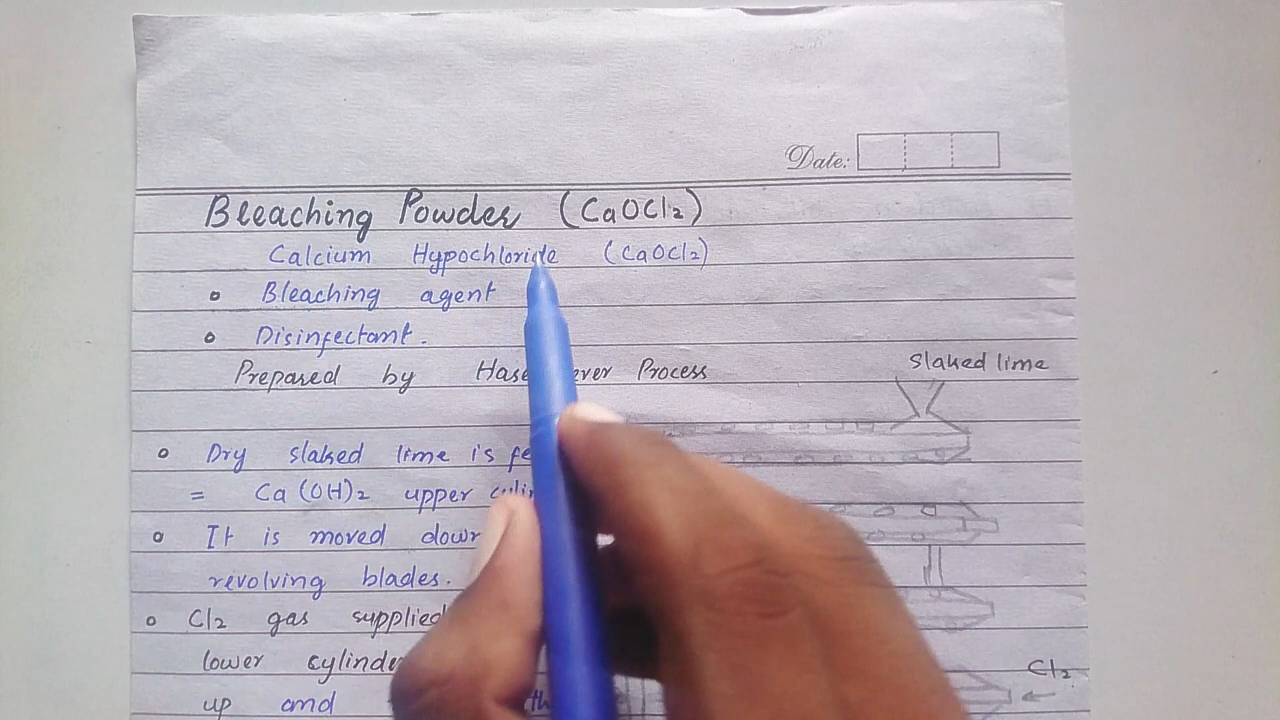 Date:
Bleaching Powder (CaOCl2)
Calcium Hypochloride (CaOCl2)
Bleaching agent
Disinfectant.
Prepared by Process
Slaked lime
Dry slaked lime is
= Ca(OH)2 upper
It is moved
revolving blades.
Cl2 gas supplied
lower
Cl2
up and